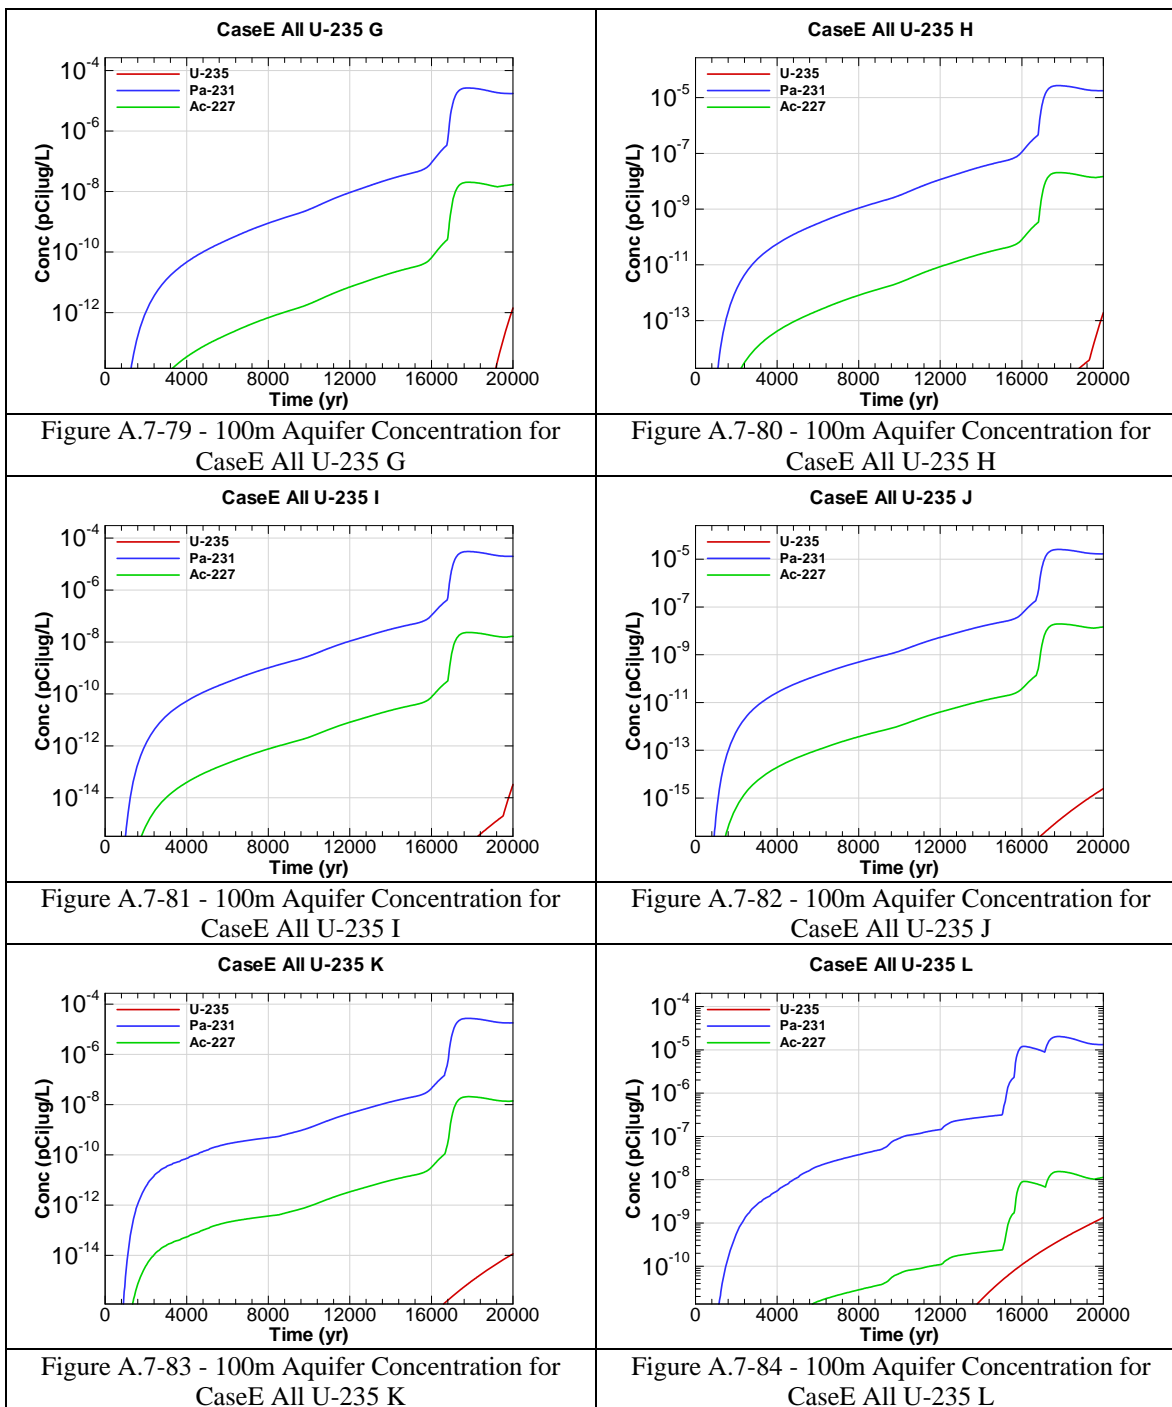 CaseE All U-235 G
U-235
Pa-231
Ac-227
Conc (pCi|ug/L)
10-4
10-6
10-8
10-10
10-12
0 4000 8000 12000 16000 20000
Time (yr)
Figure A.7-79 - 100m Aquifer Concentration for
CaseE All U-235 G
CaseE All U-235 H
U-235
Pa-231
Ac-227
Conc (pCi|ug/L)
10-5
10-7
10-9
10-11
10-13
0 4000 8000 12000 16000 20000
Time (yr)
Figure A.7-80 - 100m Aquifer Concentration for
CaseE All U-235 H
CaseE All U-235 I
U-235
Pa-231
Ac-227
Conc (pCi|ug/L)
10-4
10-6
10-8
10-10
10-12
10-14
0 4000 8000 12000 16000 20000
Time (yr)
Figure A.7-81 - 100m Aquifer Concentration for
CaseE All U-235 I
CaseE All U-235 J
U-235
Pa-231
Ac-227
Conc (pCi|ug/L)
10-5
10-7
10-9
10-11
10-13
10-15
0 4000 8000 12000 16000 20000
Time (yr)
Figure A.7-82 - 100m Aquifer Concentration for
CaseE All U-235 J
CaseE All U-235 K
U-235
Pa-231
Ac-227
Conc (pCi|ug/L)
10-4
10-6
10-8
10-10
10-12
10-14
0 4000 8000 12000 16000 20000
Time (yr)
Figure A.7-83 - 100m Aquifer Concentration for
CaseE All U-235 K
CaseE All U-235 L
U-235
Pa-231
Ac-227
Conc (pCi|ug/L)
10-4
10-5
10-6
10-7
10-8
10-9
10-10
0 4000 8000 12000 16000 20000
Time (yr)
Figure A.7-84 - 100m Aquifer Concentration for
CaseE All U-235 L